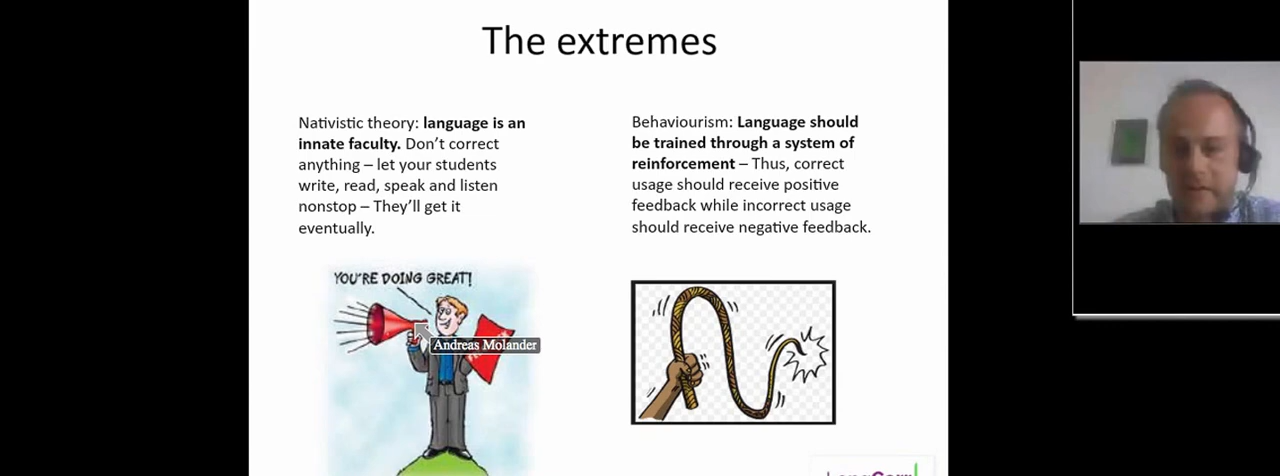 The extremes
Nativistic theory: language is an
innate faculty. Don't correct
anything – let your students
write, read, speak and listen
nonstop – They'll get it
eventually.
Behaviourism: Language should
be trained through a system of
reinforcement – Thus, correct
usage should receive positive
feedback while incorrect usage
should receive negative feedback.
YOU'RE DOING GREAT!
Andreas Molander